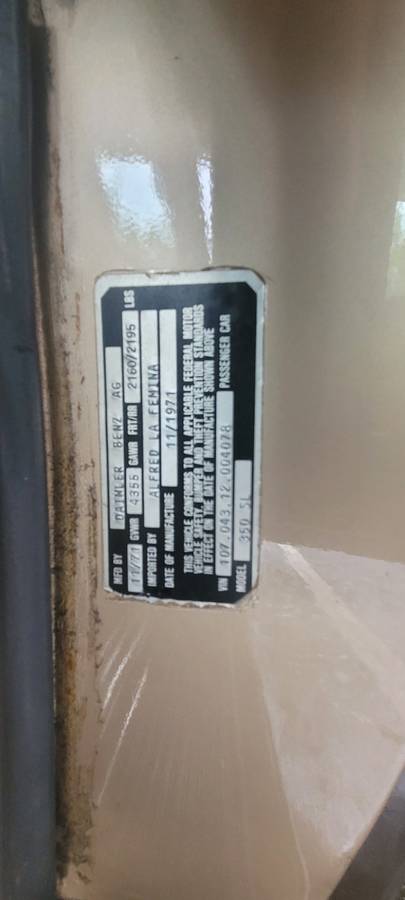 MFD BY DAIMLER BENZ AG
11/71 GVWR 4355 GAWR FRT/RR 2160/2195 LBS
IMPORTED BY ALFRED LA FEMINA
DATE OF MANUFACTURE 11/1971
THIS VEHICLE CONFORMS TO ALL APPLICABLE FEDERAL MOTOR
VEHICLE SAFETY, BUMPER AND THEFT PREVENTION STANDARDS
IN EFFECT ON THE DATE OF MANUFACTURE SHOWN ABOVE
VIN 107.043.12.004078 PASSENGER CAR
MODEL 350 SL